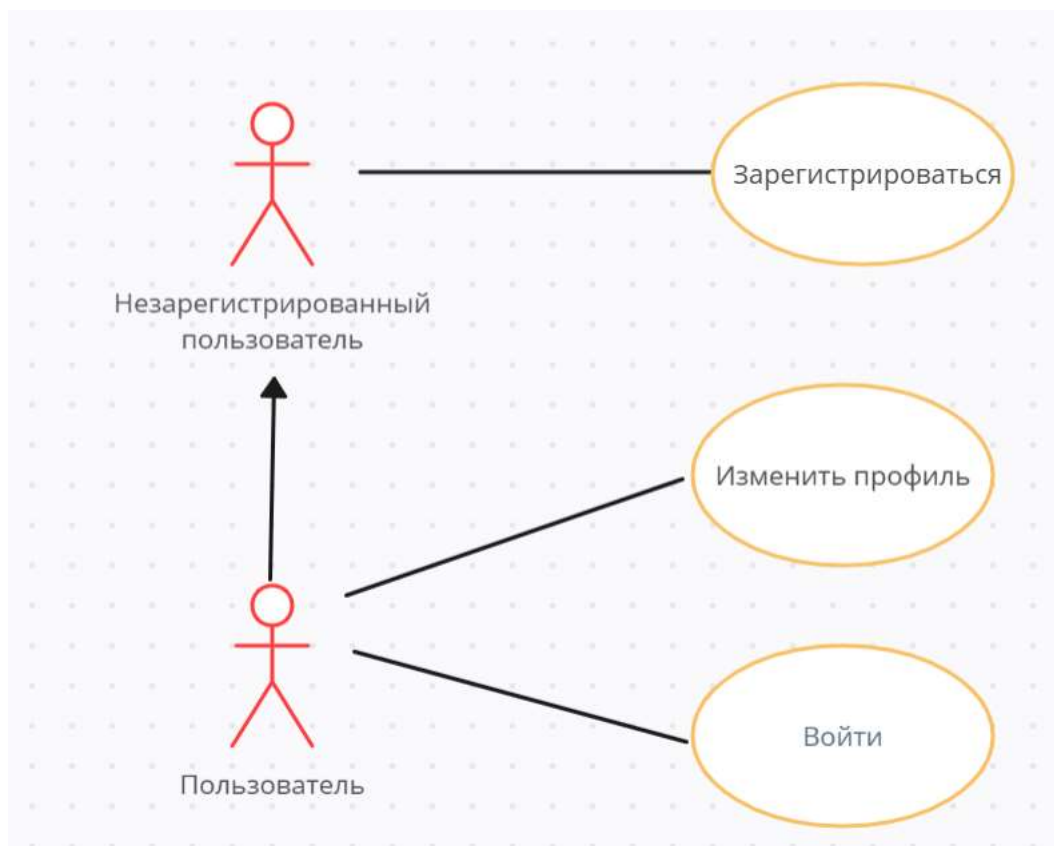 Зарегистрироваться
Незарегистрированный
пользователь
Изменить профиль
Войти
Пользователь